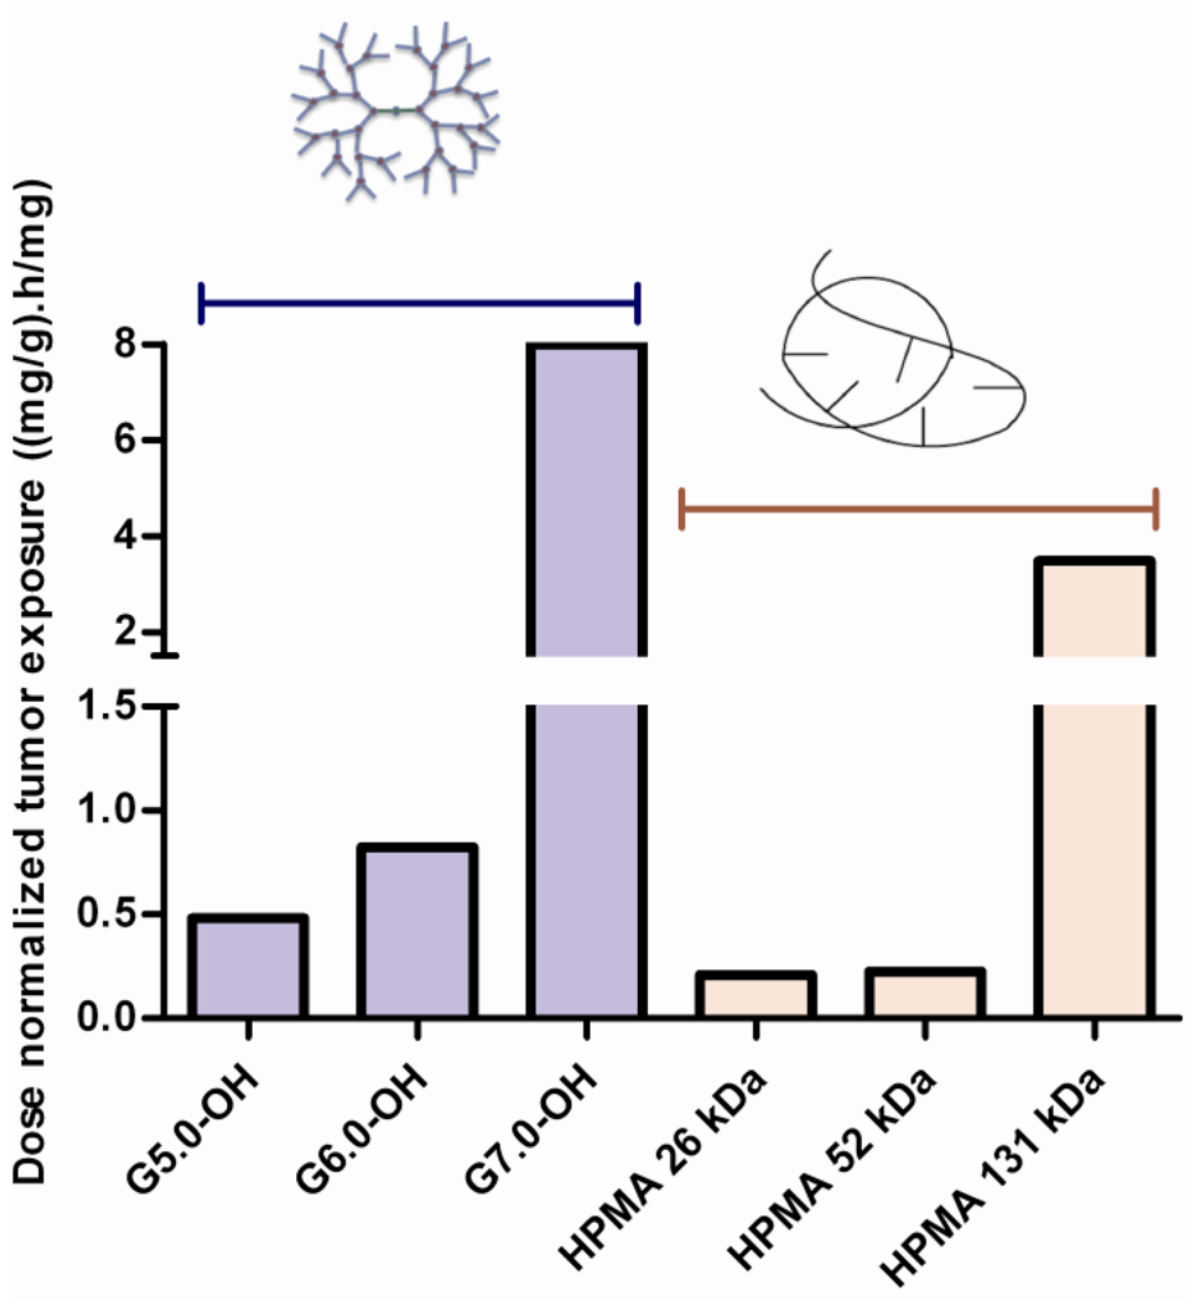 Dose normalized tumor exposure ((mg/g).h/mg)
8
6
4
2
1.5
1.0
0.5
0.0
G5.0-OH
G6.0-OH
G7.0-OH
HPMA 26 kDa
HPMA 52 kDa
HPMA 131 kDa